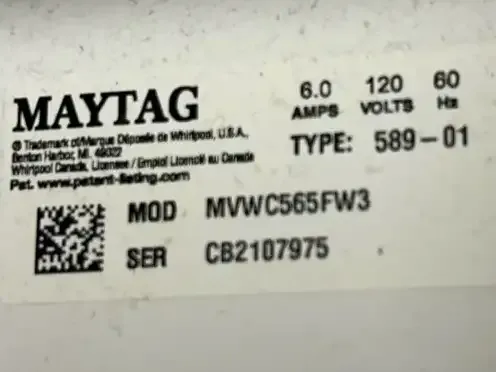 MAYTAG
® Trademark of/Marque Déposée de Whirlpool, U.S.A.,
Benton Harbor, MI. 49022
Whirlpool Canada, Licensee / Emploi Licencié au Canada
Pat. www.patent-listing.com
6.0 120 60
AMPS VOLTS Hz
TYPE: 589-01
MOD MVWC565FW3
SER CB2107975